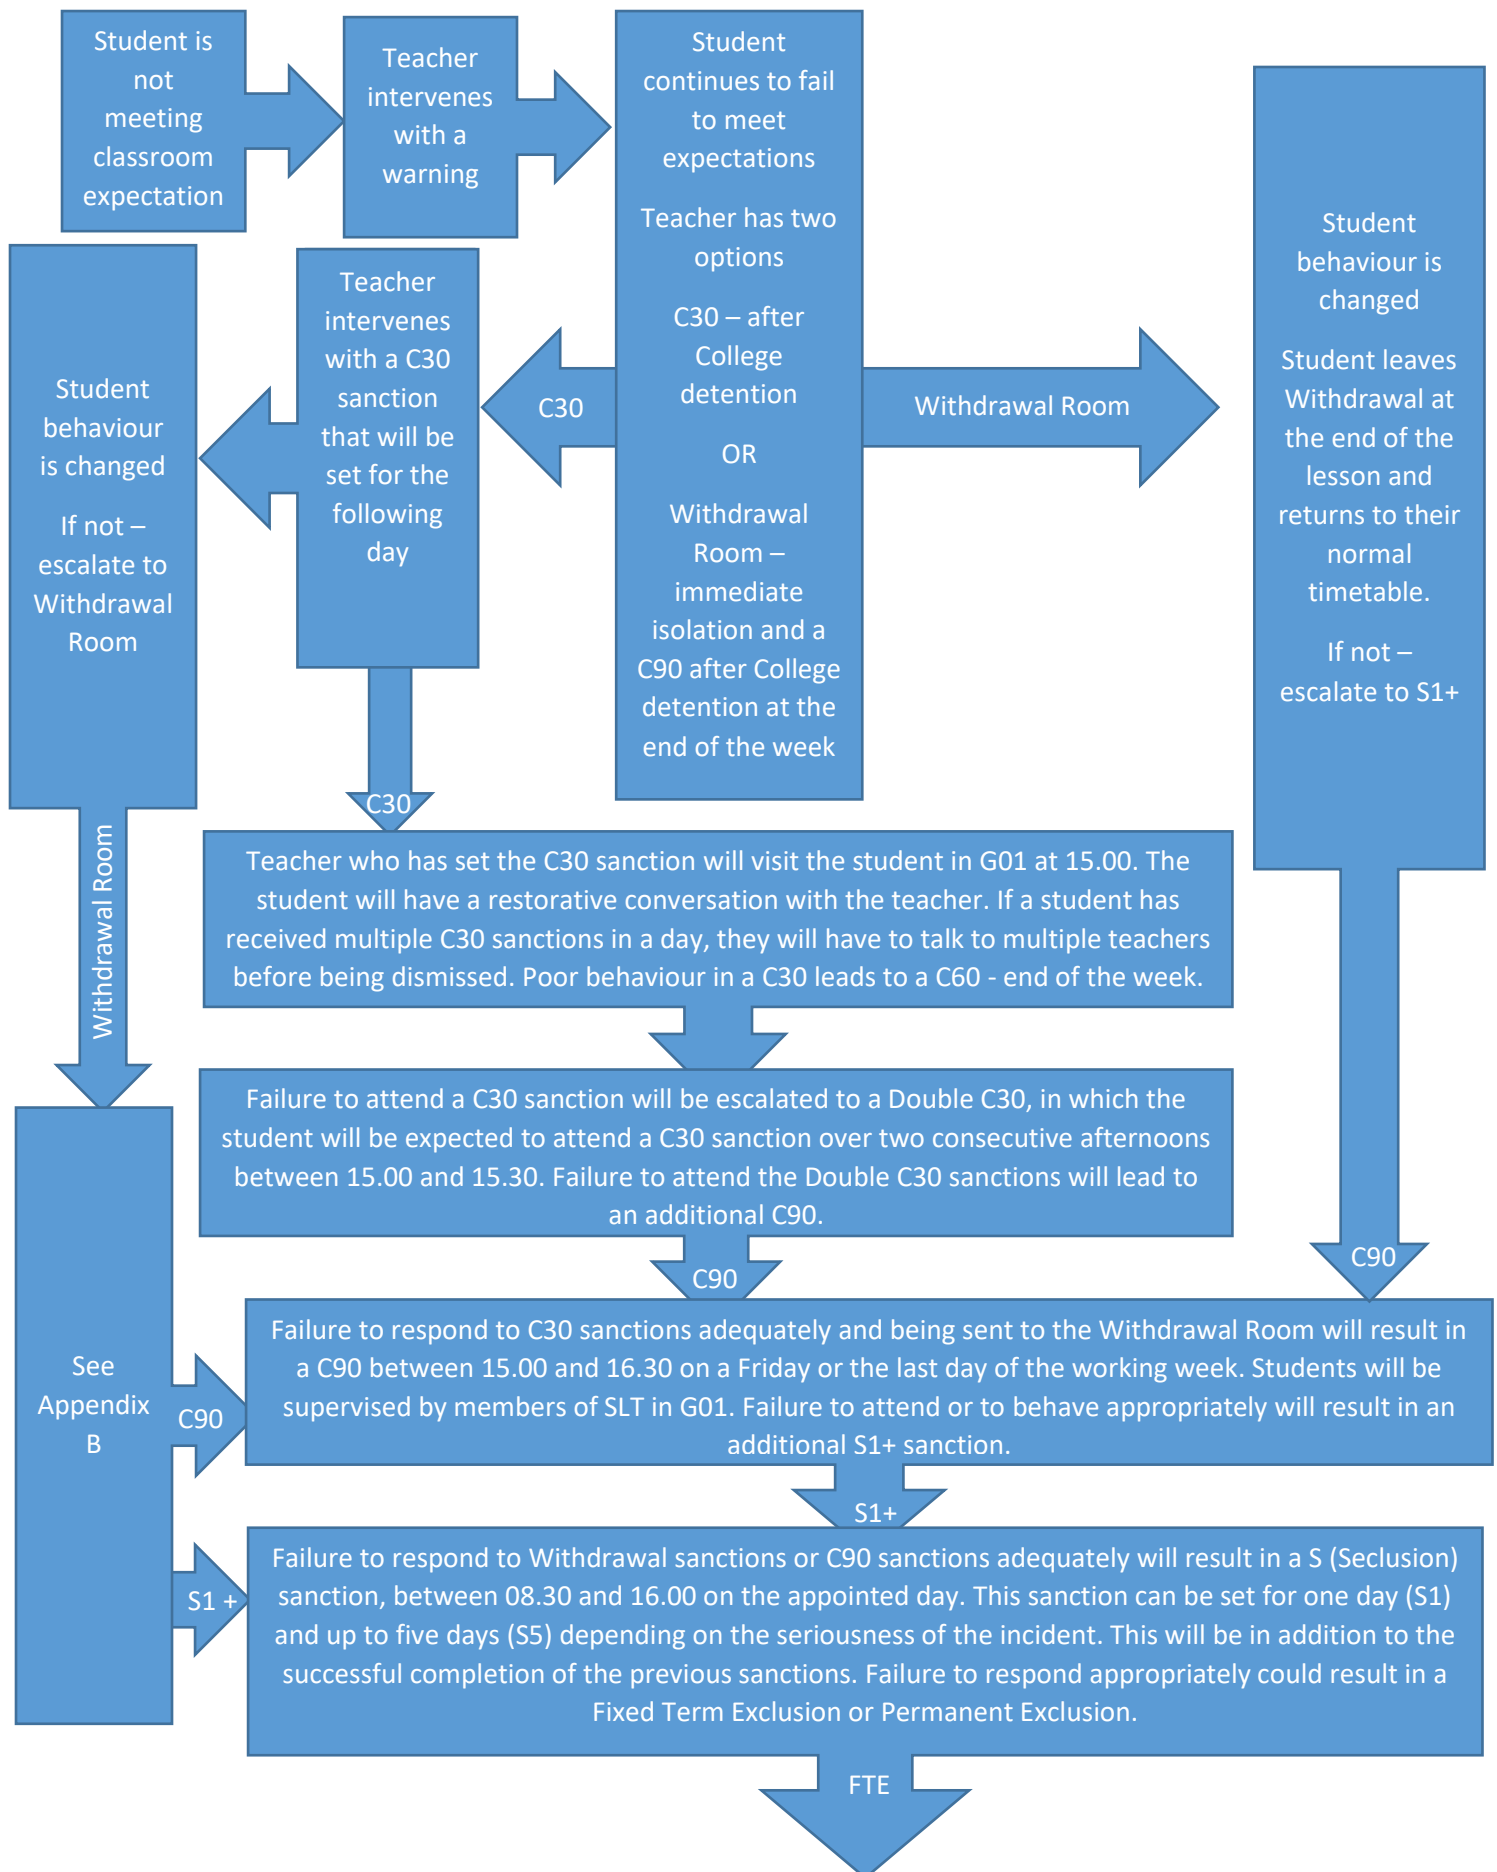 Student is
not
meeting
classroom
expectation
Teacher
intervenes
with a
warning
Student
continues to fail
to meet
expectations
Teacher has two
options
C30 – after
College
detention
OR
Withdrawal
Room –
immediate
isolation and a
C90 after College
detention at the
end of the week
Withdrawal Room
Student
behaviour is
changed
Student leaves
Withdrawal at
the end of the
lesson and
returns to their
normal
timetable.
If not –
escalate to S1+
C30
Teacher
intervenes
with a C30
sanction
that will be
set for the
following
day
Student
behaviour
is changed
If not –
escalate to
Withdrawal
Room
C30
Withdrawal Room
Teacher who has set the C30 sanction will visit the student in G01 at 15.00. The
student will have a restorative conversation with the teacher. If a student has
received multiple C30 sanctions in a day, they will have to talk to multiple teachers
before being dismissed. Poor behaviour in a C30 leads to a C60 - end of the week.
Failure to attend a C30 sanction will be escalated to a Double C30, in which the
student will be expected to attend a C30 sanction over two consecutive afternoons
between 15.00 and 15.30. Failure to attend the Double C30 sanctions will lead to
an additional C90.
C90
C90
See
Appendix
B
C90
Failure to respond to C30 sanctions adequately and being sent to the Withdrawal Room will result in
a C90 between 15.00 and 16.30 on a Friday or the last day of the working week. Students will be
supervised by members of SLT in G01. Failure to attend or to behave appropriately will result in an
additional S1+ sanction.
S1+
S1 +
Failure to respond to Withdrawal sanctions or C90 sanctions adequately will result in a S (Seclusion)
sanction, between 08.30 and 16.00 on the appointed day. This sanction can be set for one day (S1)
and up to five days (S5) depending on the seriousness of the incident. This will be in addition to the
successful completion of the previous sanctions. Failure to respond appropriately could result in a
Fixed Term Exclusion or Permanent Exclusion.
FTE